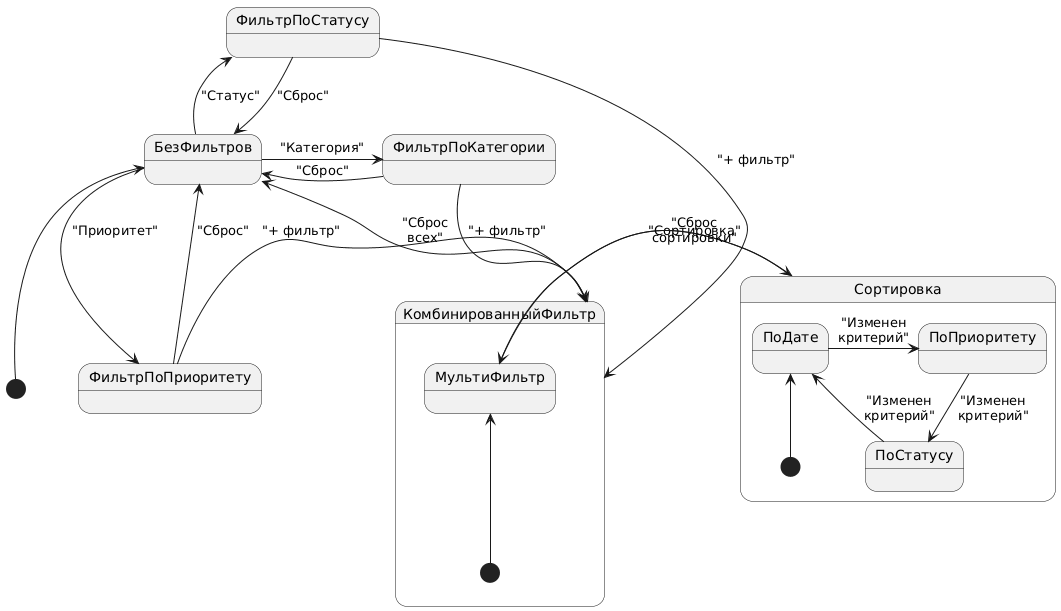 ФильтрПоСтатусу
"Статус"
"Сброс"
БезФильтров
"Категория"
"Сброс"
ФильтрПоКатегории
"+ фильтр"
"Приоритет"
"Сброс"
"+ фильтр"
"Сброс
всех"
"+ фильтр"
"Сброс
сортировки"
"Сортировка"
ФильтрПоПриоритету
КомбинированныйФильтр
МультиФильтр
Сортировка
ПоДате
"Изменен
критерий"
ПоПриоритету
"Изменен
критерий"
"Изменен
критерий"
ПоСтатусу